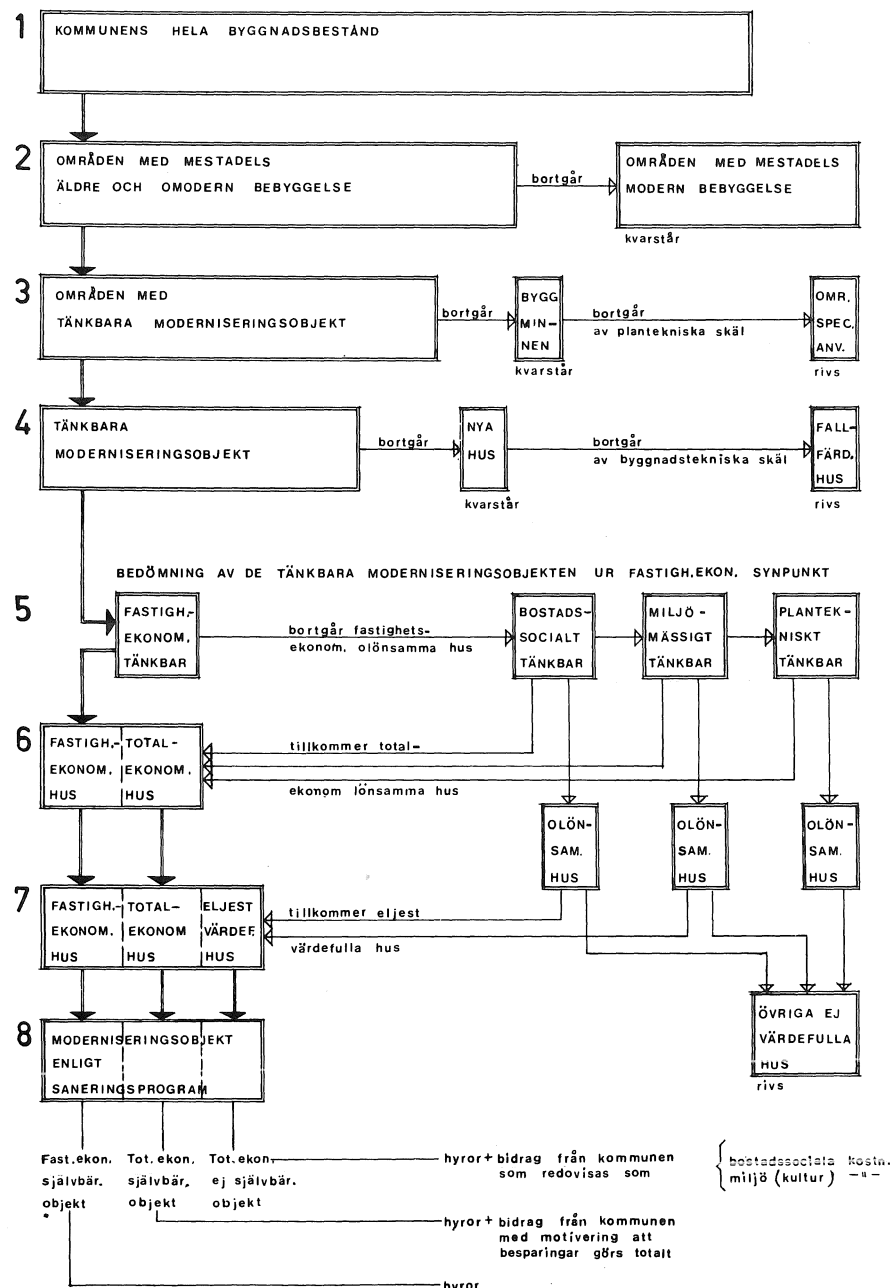 1
KOMMUNENS HELA BYGGNADSBESTÅND
2
OMRÅDEN MED MESTADELS
ÄLDRE OCH OMODERN BEBYGGELSE
bortgår
OMRÅDEN MED MESTADELS
MODERN BEBYGGELSE
kvarstår
3
OMRÅDEN MED
TÄNKBARA MODERNISERINGSOBJEKT
bortgår
BYGG
MIN-
NEN
kvarstår
bortgår
av plantekniska skäl
OMR.
SPEC.
ANV.
rivs
4
TÄNKBARA
MODERNISERINGSOBJEKT
bortgår
NYA
HUS
kvarstår
bortgår
av byggnadstekniska skäl
FALL-
FÄRD.
HUS
rivs
BEDÖMNING AV DE TÄNKBARA MODERNISERINGSOBJEKTEN UR FASTIGH.EKON. SYNPUNKT
5
FASTIGH.-
EKONOM.
TÄNKBAR
bortgår fastighets-
ekonom. olönsamma hus
BOSTADS-
SOCIALT
TÄNKBAR
MILJÖ-
MÄSSIGT
TÄNKBAR
PLANTEK-
NISKT
TÄNKBAR
6
FASTIGH.-
EKONOM.
HUS
TOTAL-
EKONOM.
HUS
tillkommer total-
ekonom lönsamma hus
OLÖN-
SAM.
HUS
OLÖN-
SAM.
HUS
OLÖN-
SAM.
HUS
7
FASTIGH.-
EKONOM.
HUS
TOTAL-
EKONOM
HUS
ELJEST
VÄRDEF.
HUS
tillkommer eljest
värdefulla hus
ÖVRIGA EJ
VÄRDEFULLA
HUS
rivs
8
MODERNISERINGSOBJEKT
ENLIGT
SANERINGSPROGRAM
Fast.ekon.
självbär.
objekt
Tot.ekon.
självbär.
objekt
Tot.ekon.
ej självbär.
objekt
hyror + bidrag från kommunen
som redovisas som
bostadssociala kostn.
miljö (kultur) —"—
hyror + bidrag från kommunen
med motivering att
besparingar görs totalt
hyror